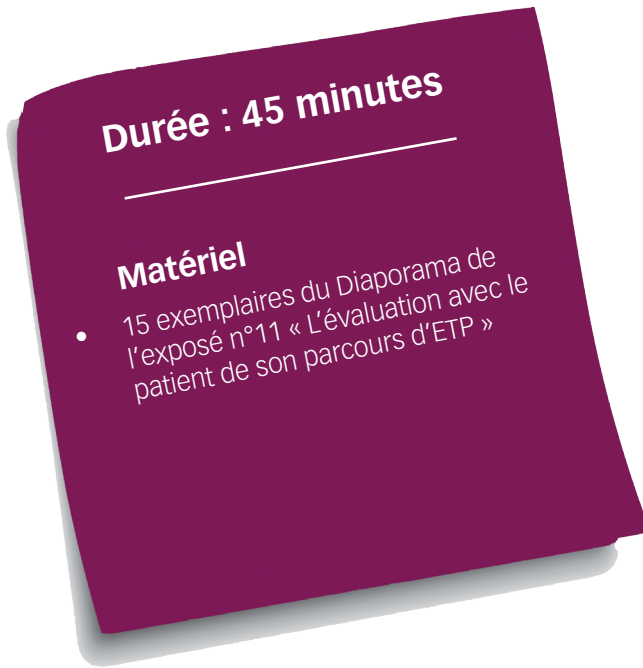 Durée : 45 minutes
Matériel
• 15 exemplaires du Diaporama de
l'exposé n°11 « L'évaluation avec le
patient de son parcours d'ETP »